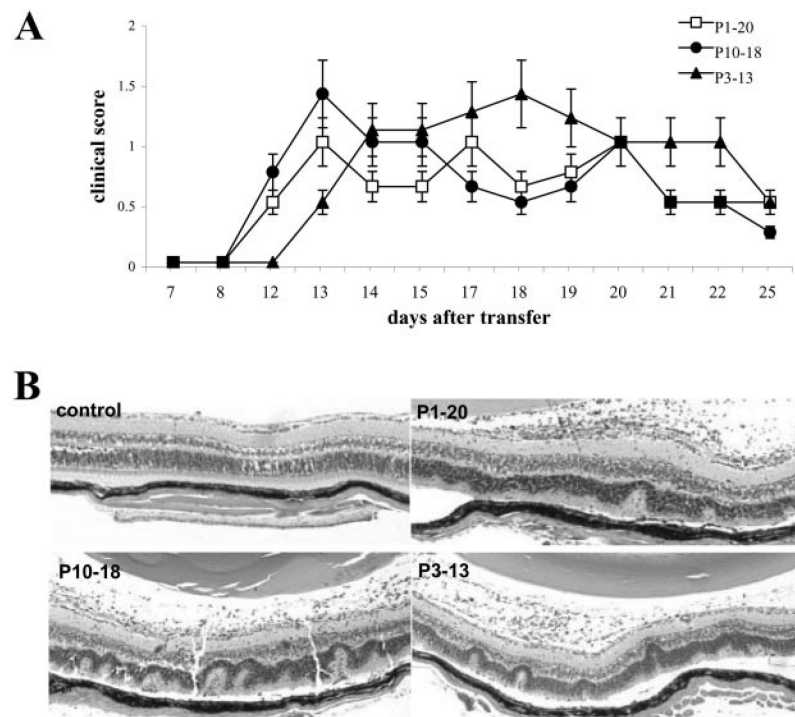 A
P1-20
P10-18
P3-13
clinical score
2
1.5
1
0.5
0
7 8 12 13 14 15 17 18 19 20 21 22 25
days after transfer
B
control
P1-20
P10-18
P3-13